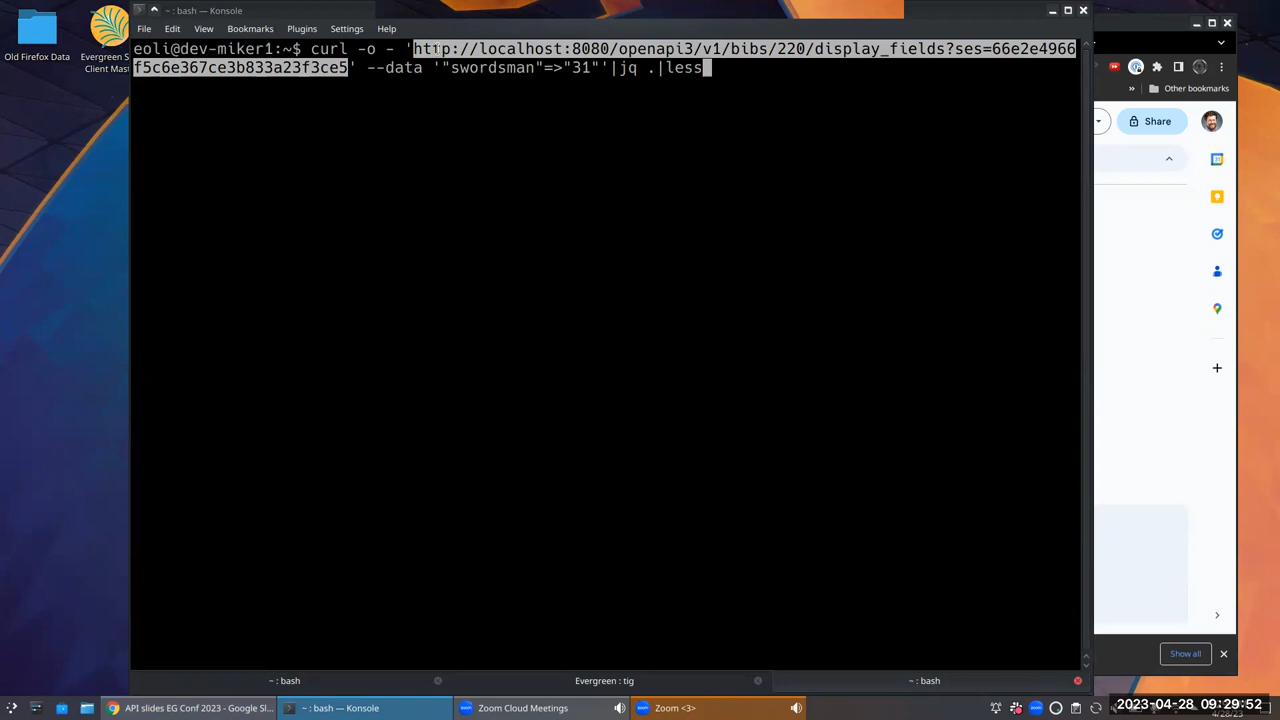 ~ : bash — Konsole
File Edit View Bookmarks Plugins Settings Help
eoli@dev-miker1:~$ curl -o - 'http://localhost:8080/openapi3/v1/bibs/220/display_fields?ses=66e2e4966
f5c6e367ce3b833a23f3ce5' --data '"swordsman"=>"31"'|jq .|less
Old Firefox Data
Evergreen S
Client Mast
» Other bookmarks
Share
Show all
~ : bash
Evergreen : tig
~ : bash
API slides EG Conf 2023 - Google Sl...
~ : bash — Konsole
Zoom Cloud Meetings
Zoom <3>
2023-04-28 09:29:52
4/28/23